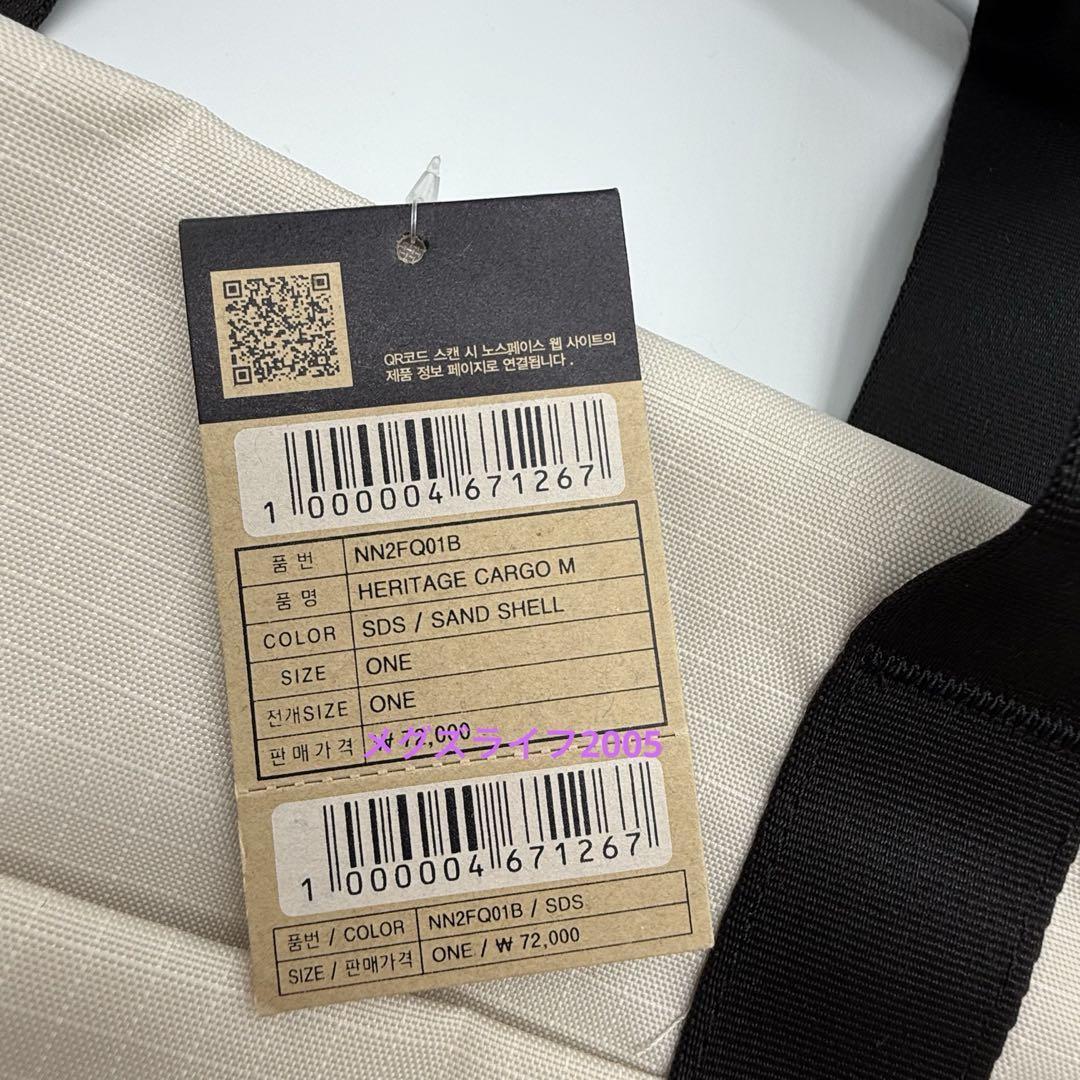 QR코드 스캔 시 노스페이스 웹 사이트의
제품 정보 페이지로 연결됩니다.
1 000004 671267
품번 NN2FQ01B
품명 HERITAGE CARGO M
COLOR SDS / SAND SHELL
SIZE ONE
전개SIZE ONE
판매가격 ₩ 72,000
メグスライフ2005
1 000004 671267
품번 / COLOR NN2FQ01B / SDS
SIZE / 판매가격 ONE / ₩ 72,000